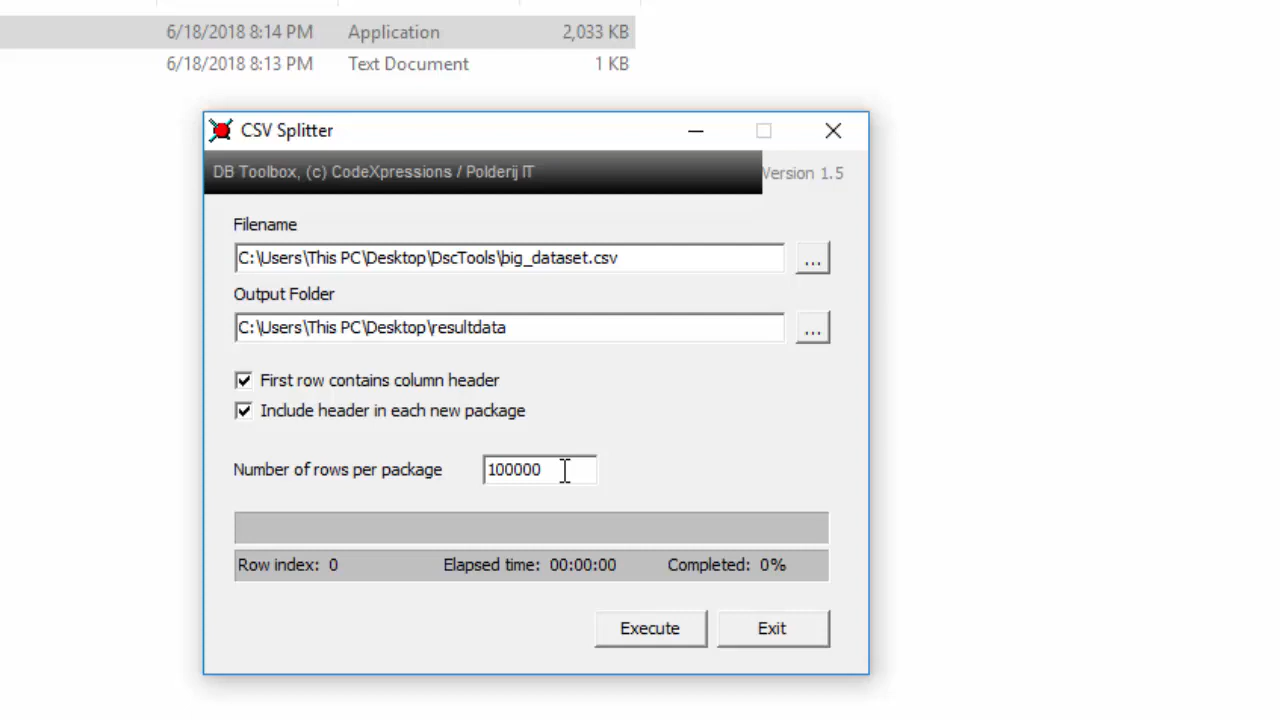 6/18/2018 8:14 PM Application 2,033 KB
6/18/2018 8:13 PM Text Document 1 KB
CSV Splitter
DB Toolbox, (c) CodeXpressions / Polderij IT Version 1.5
Filename
C:\Users\This PC\Desktop\DscTools\big_dataset.csv ...
Output Folder
C:\Users\This PC\Desktop\resultdata ...
First row contains column header
Include header in each new package
Number of rows per package 100000
Row index: 0 Elapsed time: 00:00:00 Completed: 0%
Execute Exit